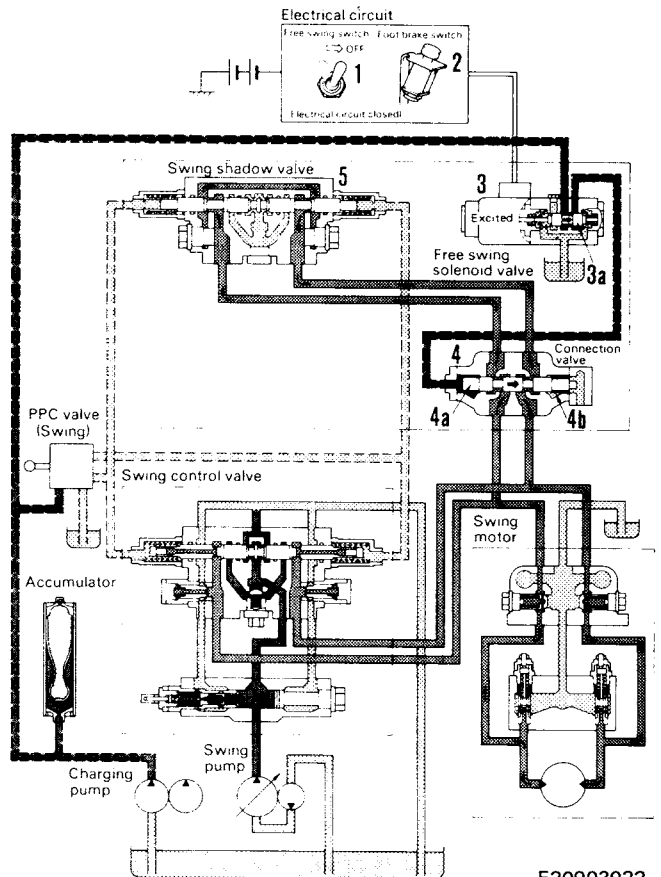 Electrical circuit
Free swing switch Foot brake switch
⇨ OFF
1
2
Electrical circuit closed
Swing shadow valve
5
3
Excited
3a
Free swing
solenoid valve
4
Connection
valve
4a
4b
PPC valve
(Swing)
Swing control valve
Swing
motor
Accumulator
Swing
pump
Charging
pump
F20903022